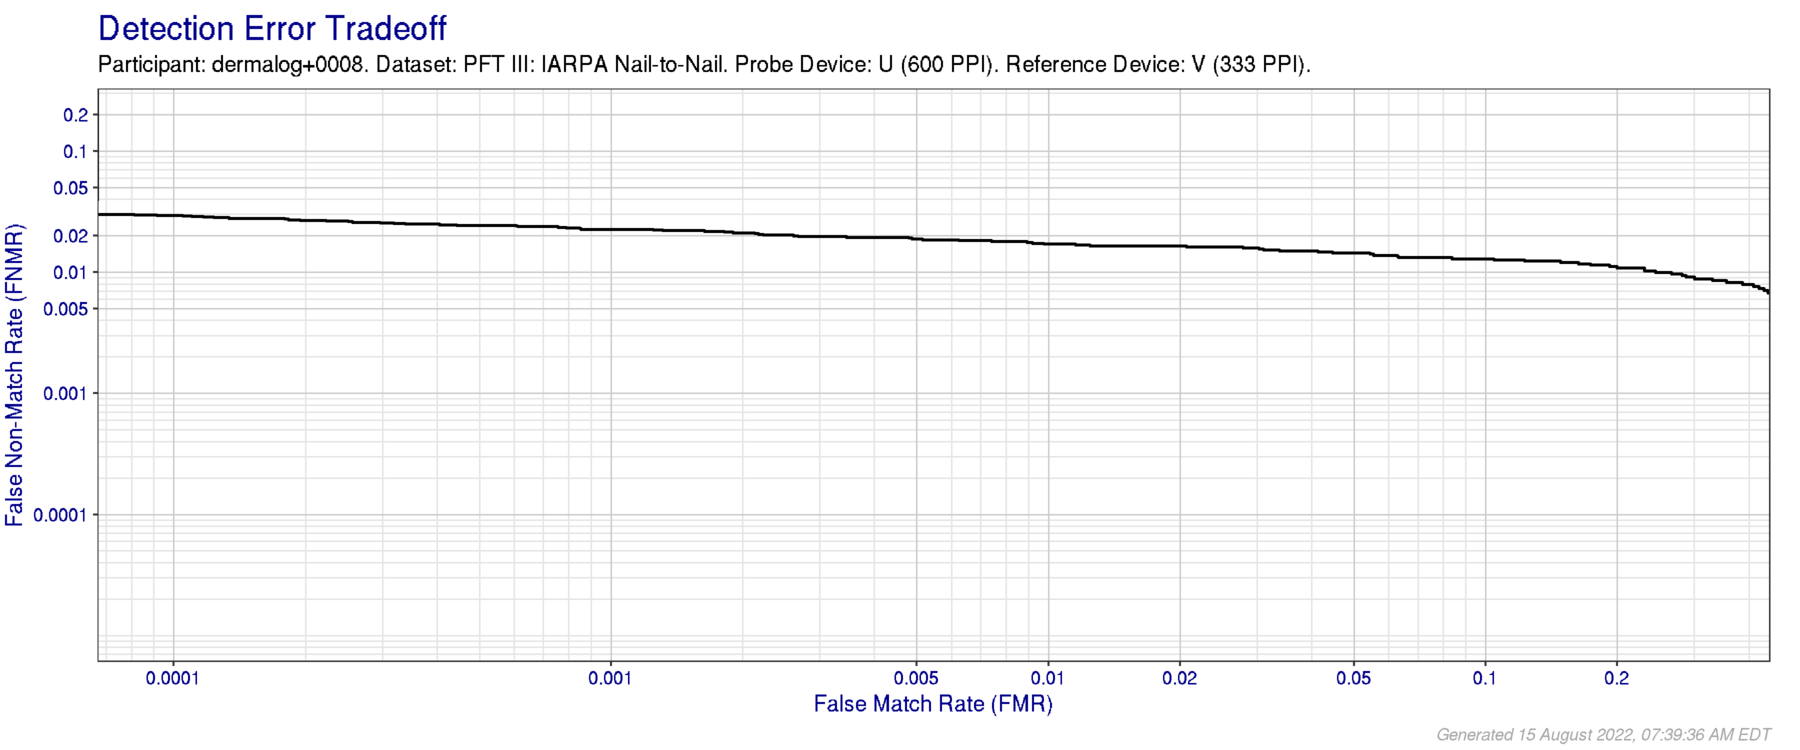 Detection Error Tradeoff
Participant: dermalog+0008. Dataset: PFT III: IARPA Nail-to-Nail. Probe Device: U (600 PPI). Reference Device: V (333 PPI).
0.2
0.1
0.05
0.02
0.01
0.005
0.001
0.0001
False Non-Match Rate (FNMR)
0.0001 0.001 0.005 0.01 0.02 0.05 0.1 0.2
False Match Rate (FMR)
Generated 15 August 2022, 07:39:36 AM EDT